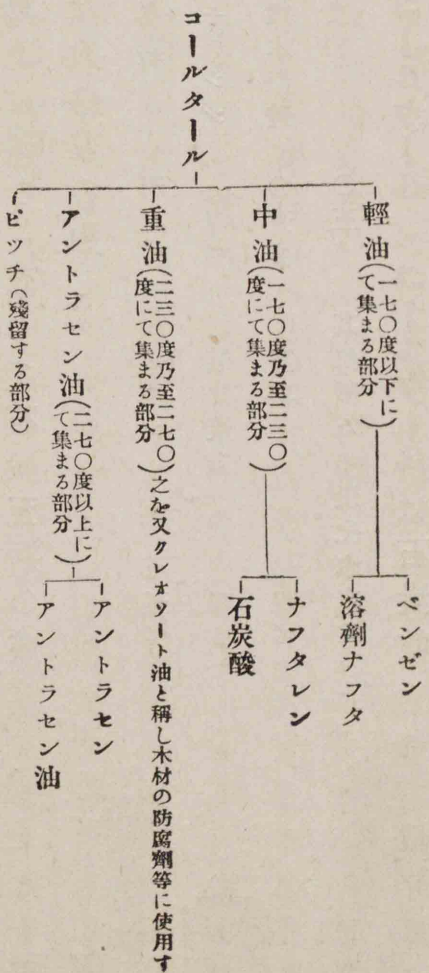 コールタール
輕油(一七〇度以下にて集まる部分)
ベンゼン
溶劑ナフタ
中油(一七〇度乃至二三〇度にて集まる部分)
ナフタレン
石炭酸
重油(二三〇度乃至二七〇度にて集まる部分)之を又クレオソート油と稱し木材の防腐劑等に使用す
アントラセン油(二七〇度以上にて集まる部分)
アントラセン
アントラセン油
ピツチ(殘留する部分)